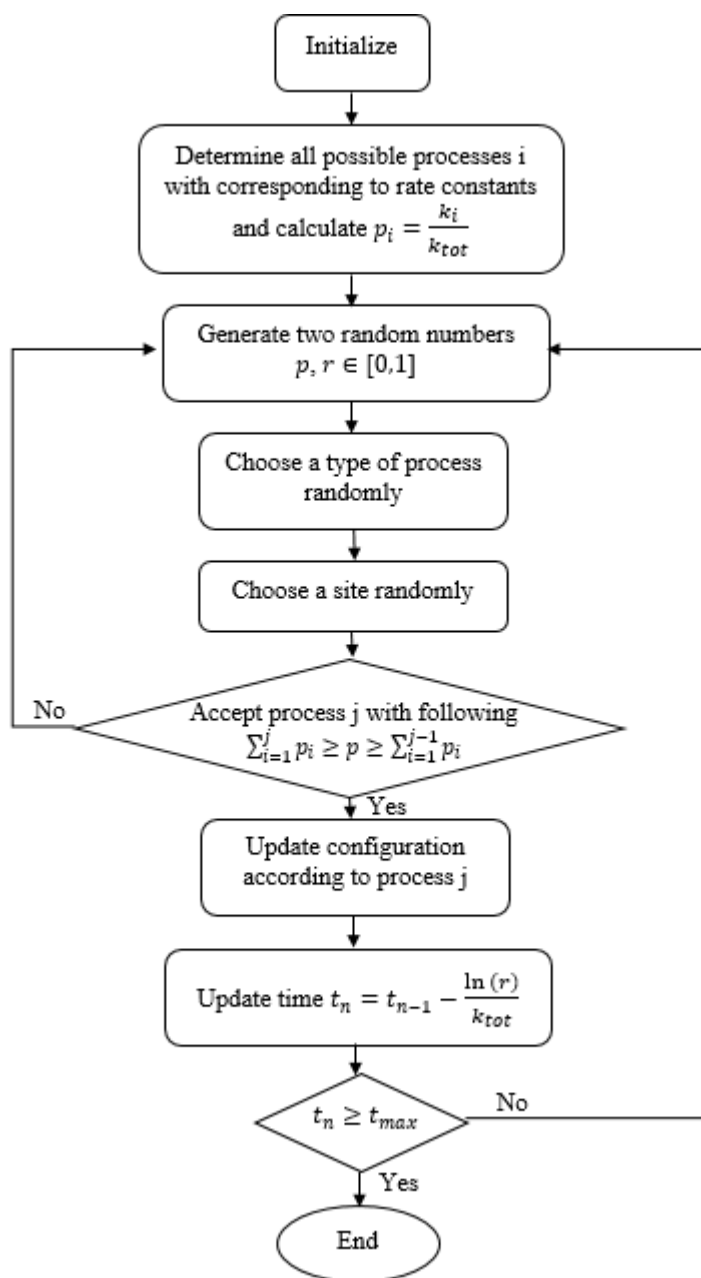 Initialize
Determine all possible processes i
with corresponding to rate constants
and calculate p_i = k_i / k_tot
Generate two random numbers
p, r ∈ [0,1]
Choose a type of process
randomly
Choose a site randomly
No
Accept process j with following
∑_{i=1}^{j} p_i ≥ p ≥ ∑_{i=1}^{j-1} p_i
Yes
Update configuration
according to process j
Update time t_n = t_{n-1} − ln (r) / k_tot
t_n ≥ t_max
No
Yes
End